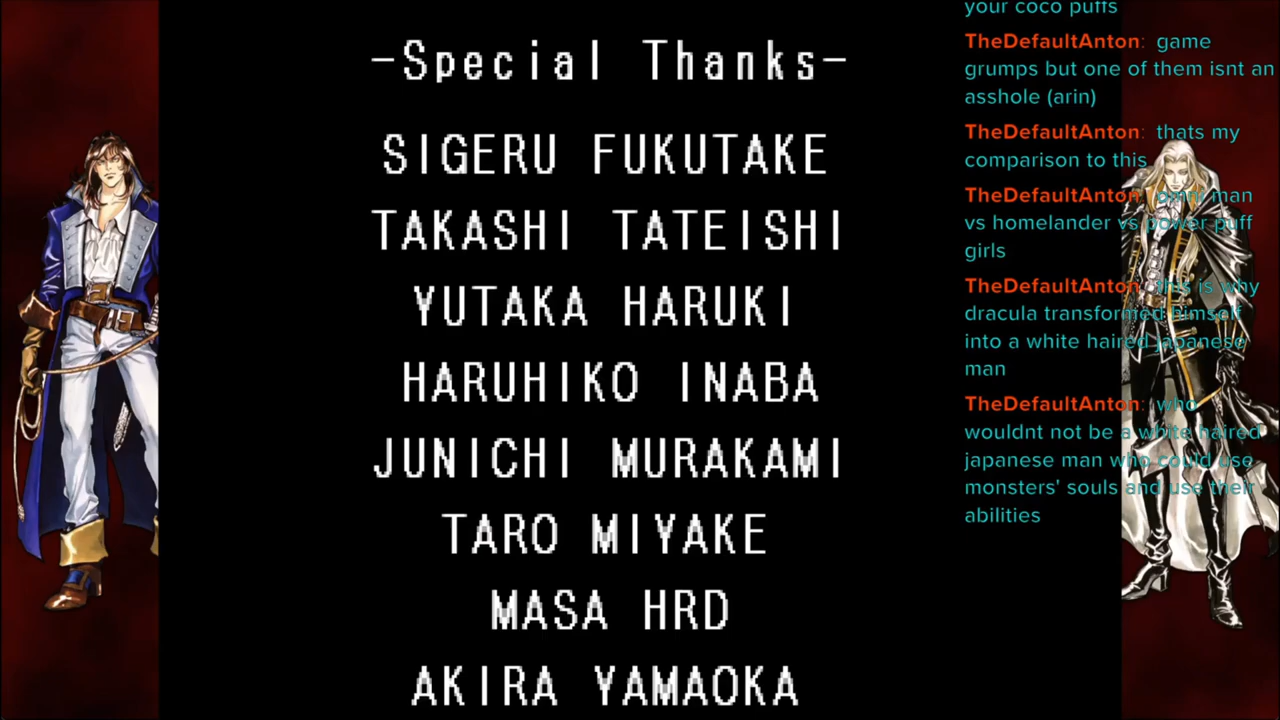 -Special Thanks-
SIGERU FUKUTAKE
TAKASHI TATEISHI
YUTAKA HARUKI
HARUHIKO INABA
JUNICHI MURAKAMI
TARO MIYAKE
MASA HRD
AKIRA YAMAOKA
your coco puffs
TheDefaultAnton: game
grumps but one of them isnt an
asshole (arin)
TheDefaultAnton: thats my
comparison to this
TheDefaultAnton: omni man
vs homelander vs power puff
girls
TheDefaultAnton: this is why
dracula transformed himself
into a white haired japanese
man
TheDefaultAnton: who
wouldnt not be a white haired
japanese man who could use
monsters' souls and use their
abilities